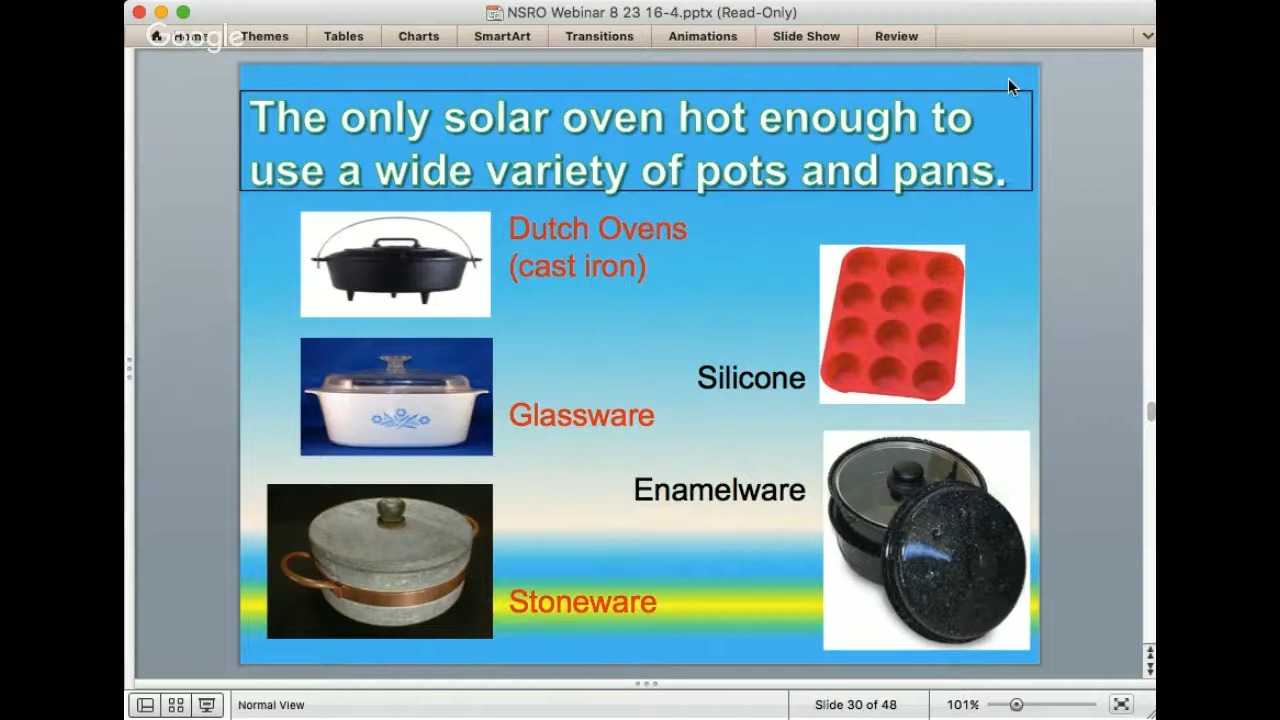 NSRO Webinar 8 23 16-4.pptx (Read-Only)
Google
Home Themes Tables Charts SmartArt Transitions Animations Slide Show Review
The only solar oven hot enough to
use a wide variety of pots and pans.
Dutch Ovens
(cast iron)
Silicone
Glassware
Enamelware
Stoneware
Normal View Slide 30 of 48 101%